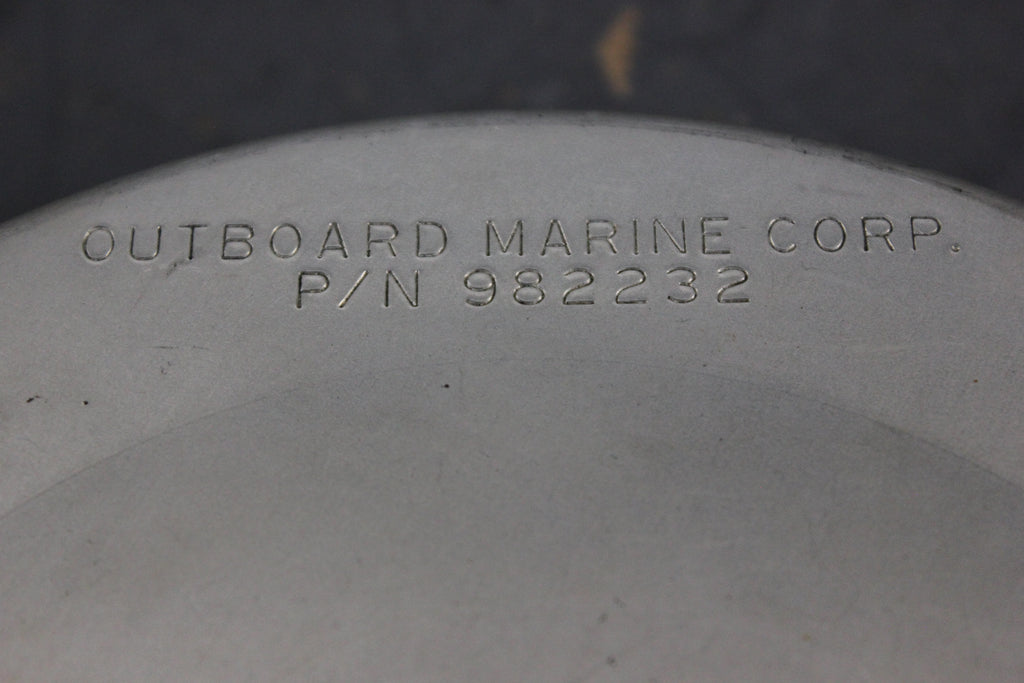 OUTBOARD MARINE CORP.
P/N 982232